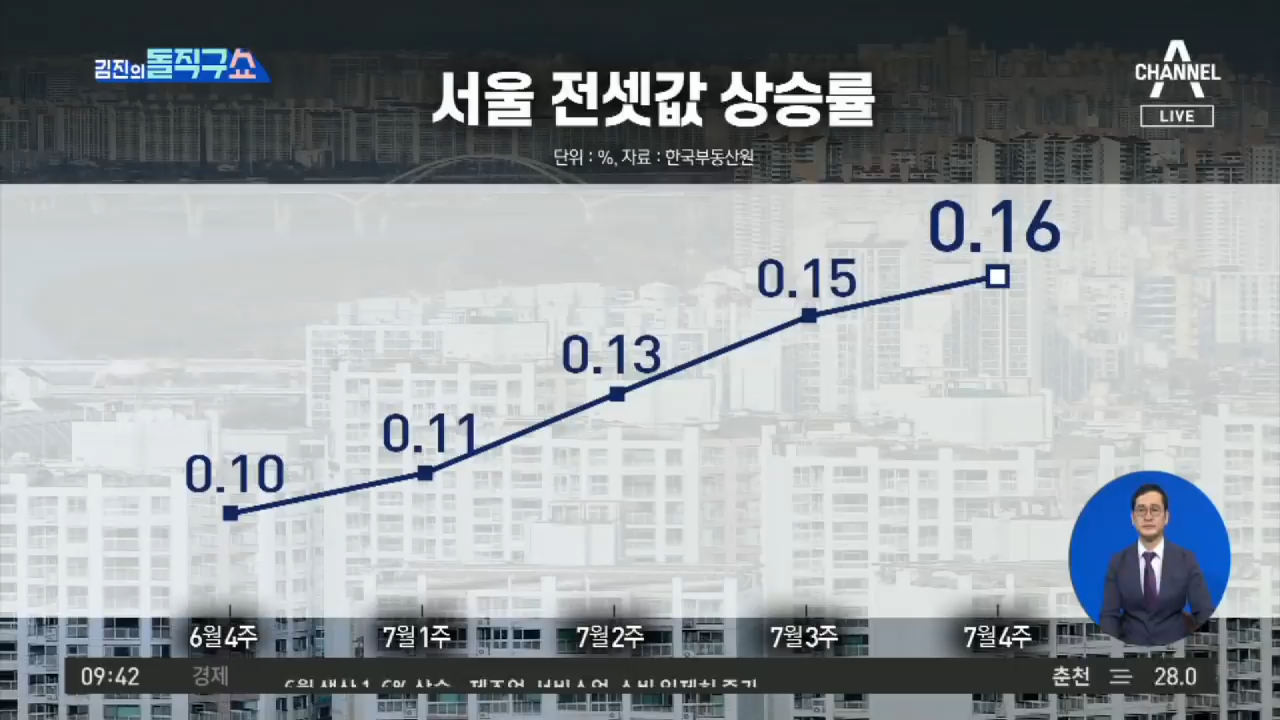 김진의 돌직구쇼
서울 전셋값 상승률
CHANNEL A
LIVE
단위 : %, 자료 : 한국부동산원
0.10
0.11
0.13
0.15
0.16
6월4주
7월1주
7월2주
7월3주
7월4주
09:42 경제
춘천 28.0